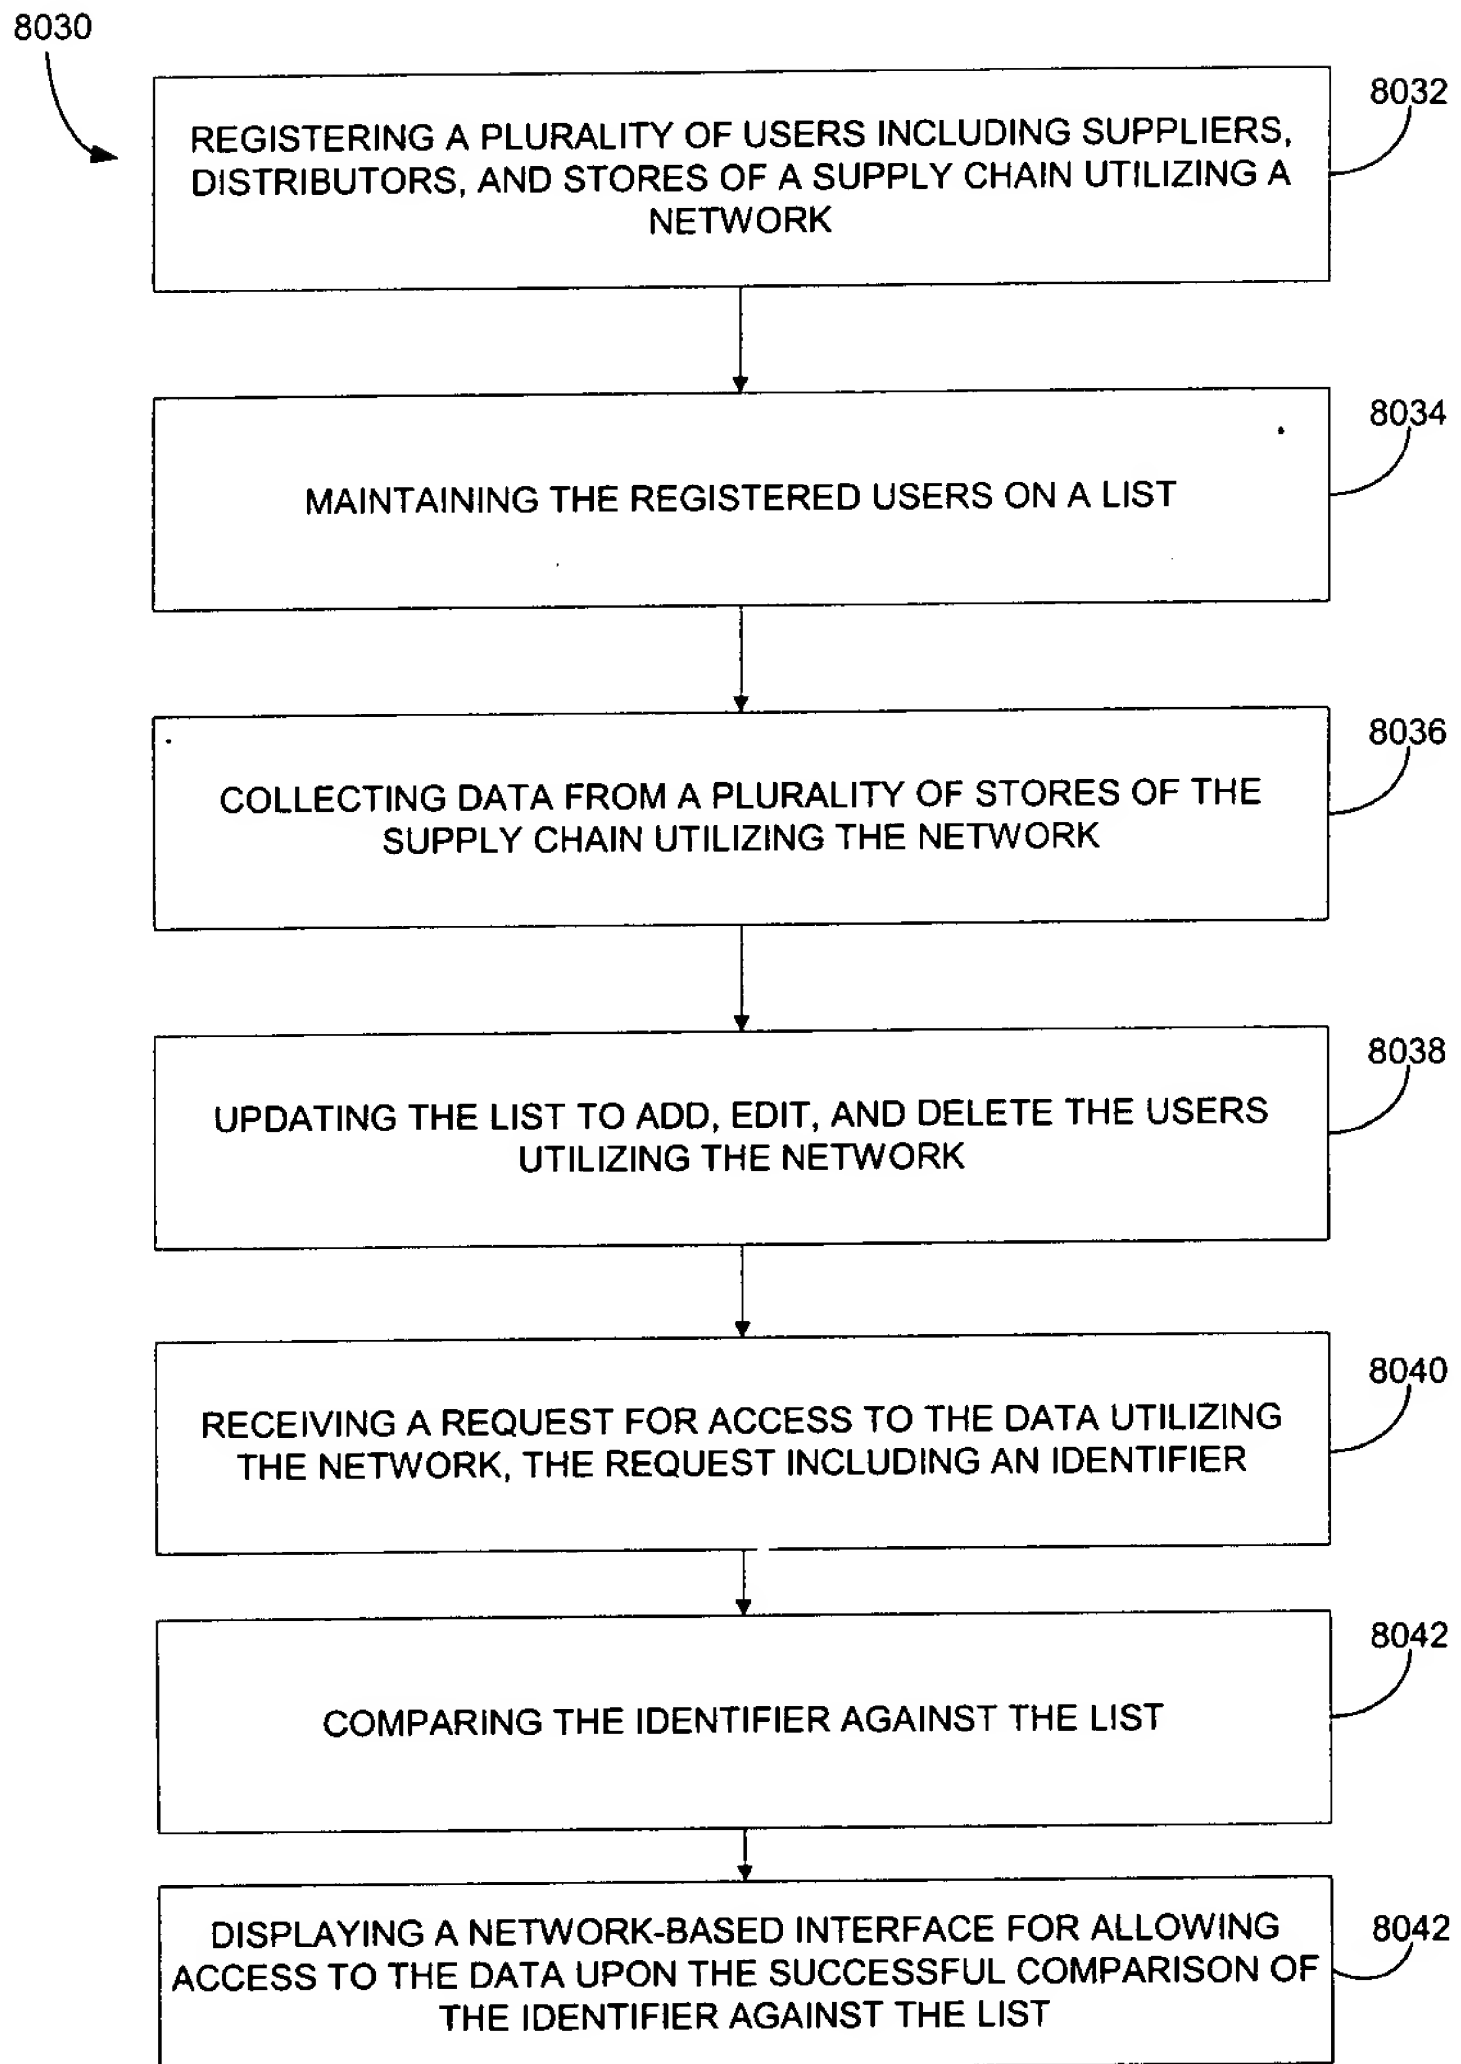 8030
8032
REGISTERING A PLURALITY OF USERS INCLUDING SUPPLIERS,
DISTRIBUTORS, AND STORES OF A SUPPLY CHAIN UTILIZING A
NETWORK
8034
MAINTAINING THE REGISTERED USERS ON A LIST
8036
COLLECTING DATA FROM A PLURALITY OF STORES OF THE
SUPPLY CHAIN UTILIZING THE NETWORK
8038
UPDATING THE LIST TO ADD, EDIT, AND DELETE THE USERS
UTILIZING THE NETWORK
8040
RECEIVING A REQUEST FOR ACCESS TO THE DATA UTILIZING
THE NETWORK, THE REQUEST INCLUDING AN IDENTIFIER
8042
COMPARING THE IDENTIFIER AGAINST THE LIST
8042
DISPLAYING A NETWORK-BASED INTERFACE FOR ALLOWING
ACCESS TO THE DATA UPON THE SUCCESSFUL COMPARISON OF
THE IDENTIFIER AGAINST THE LIST